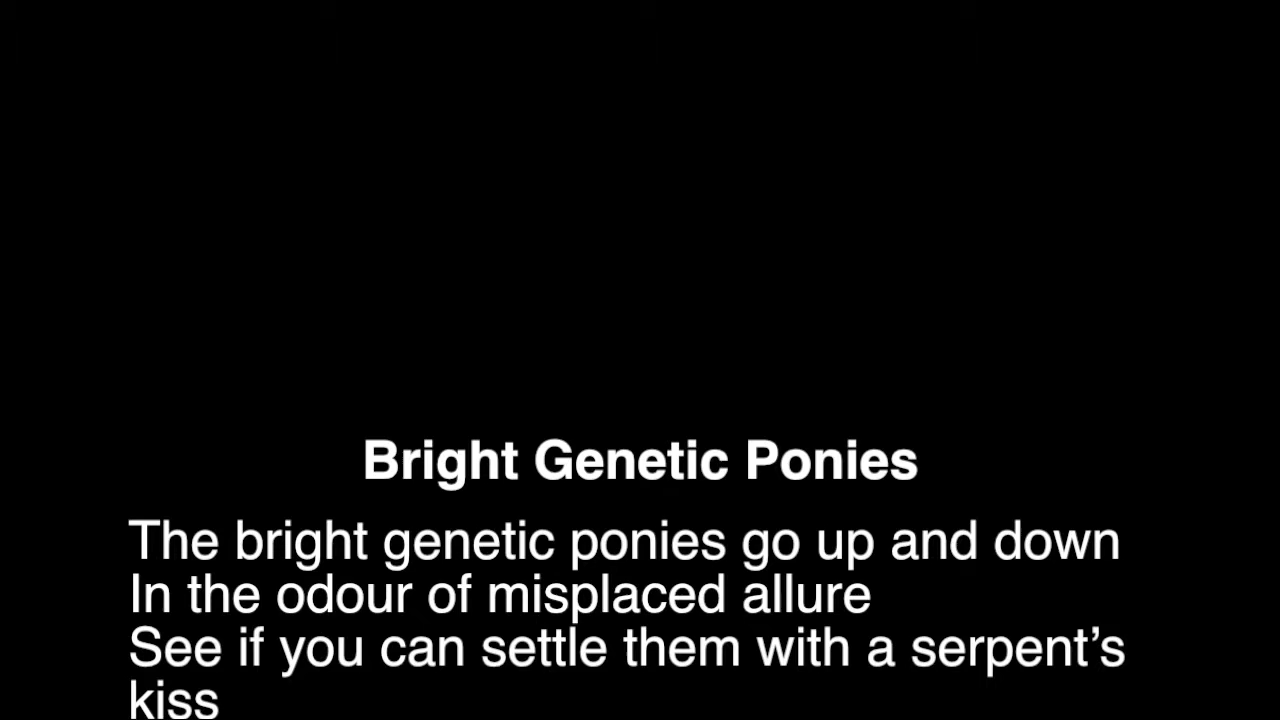 Bright Genetic Ponies
The bright genetic ponies go up and down
In the odour of misplaced allure
See if you can settle them with a serpent’s
kiss